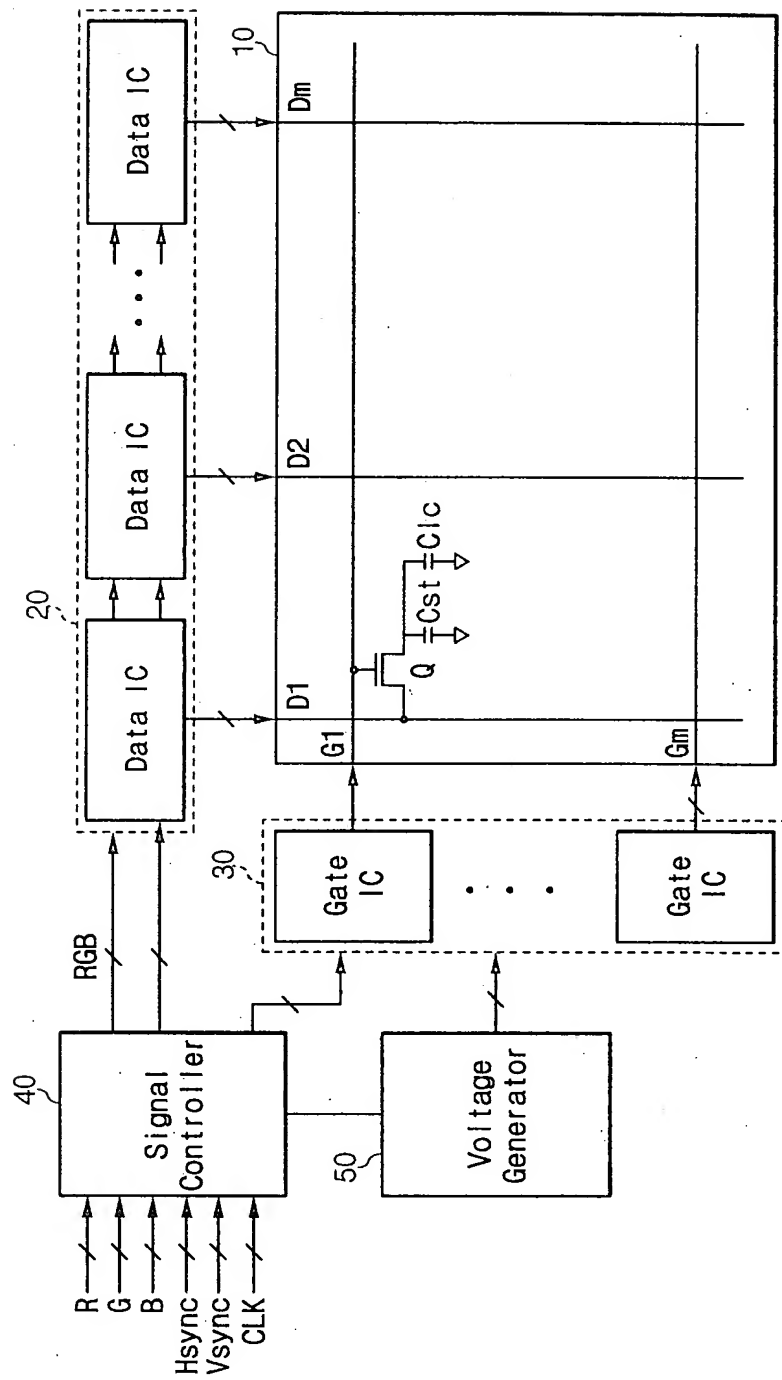 R
G
B
Hsync
Vsync
CLK
40
Signal
Controller
RGB
50
Voltage
Generator
20
Data IC
Data IC
Data IC
30
Gate
IC
Gate
IC
10
D1
D2
Dm
G1
Gm
Q
Cst
Clc